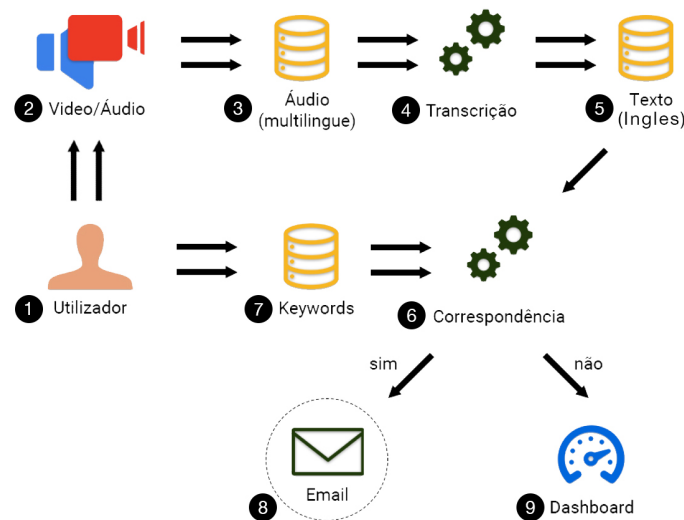 2 Video/Áudio
3 Áudio
(multilingue)
4 Transcrição
5 Texto
(Ingles)
1 Utilizador
7 Keywords
6 Correspondência
sim
não
8 Email
9 Dashboard